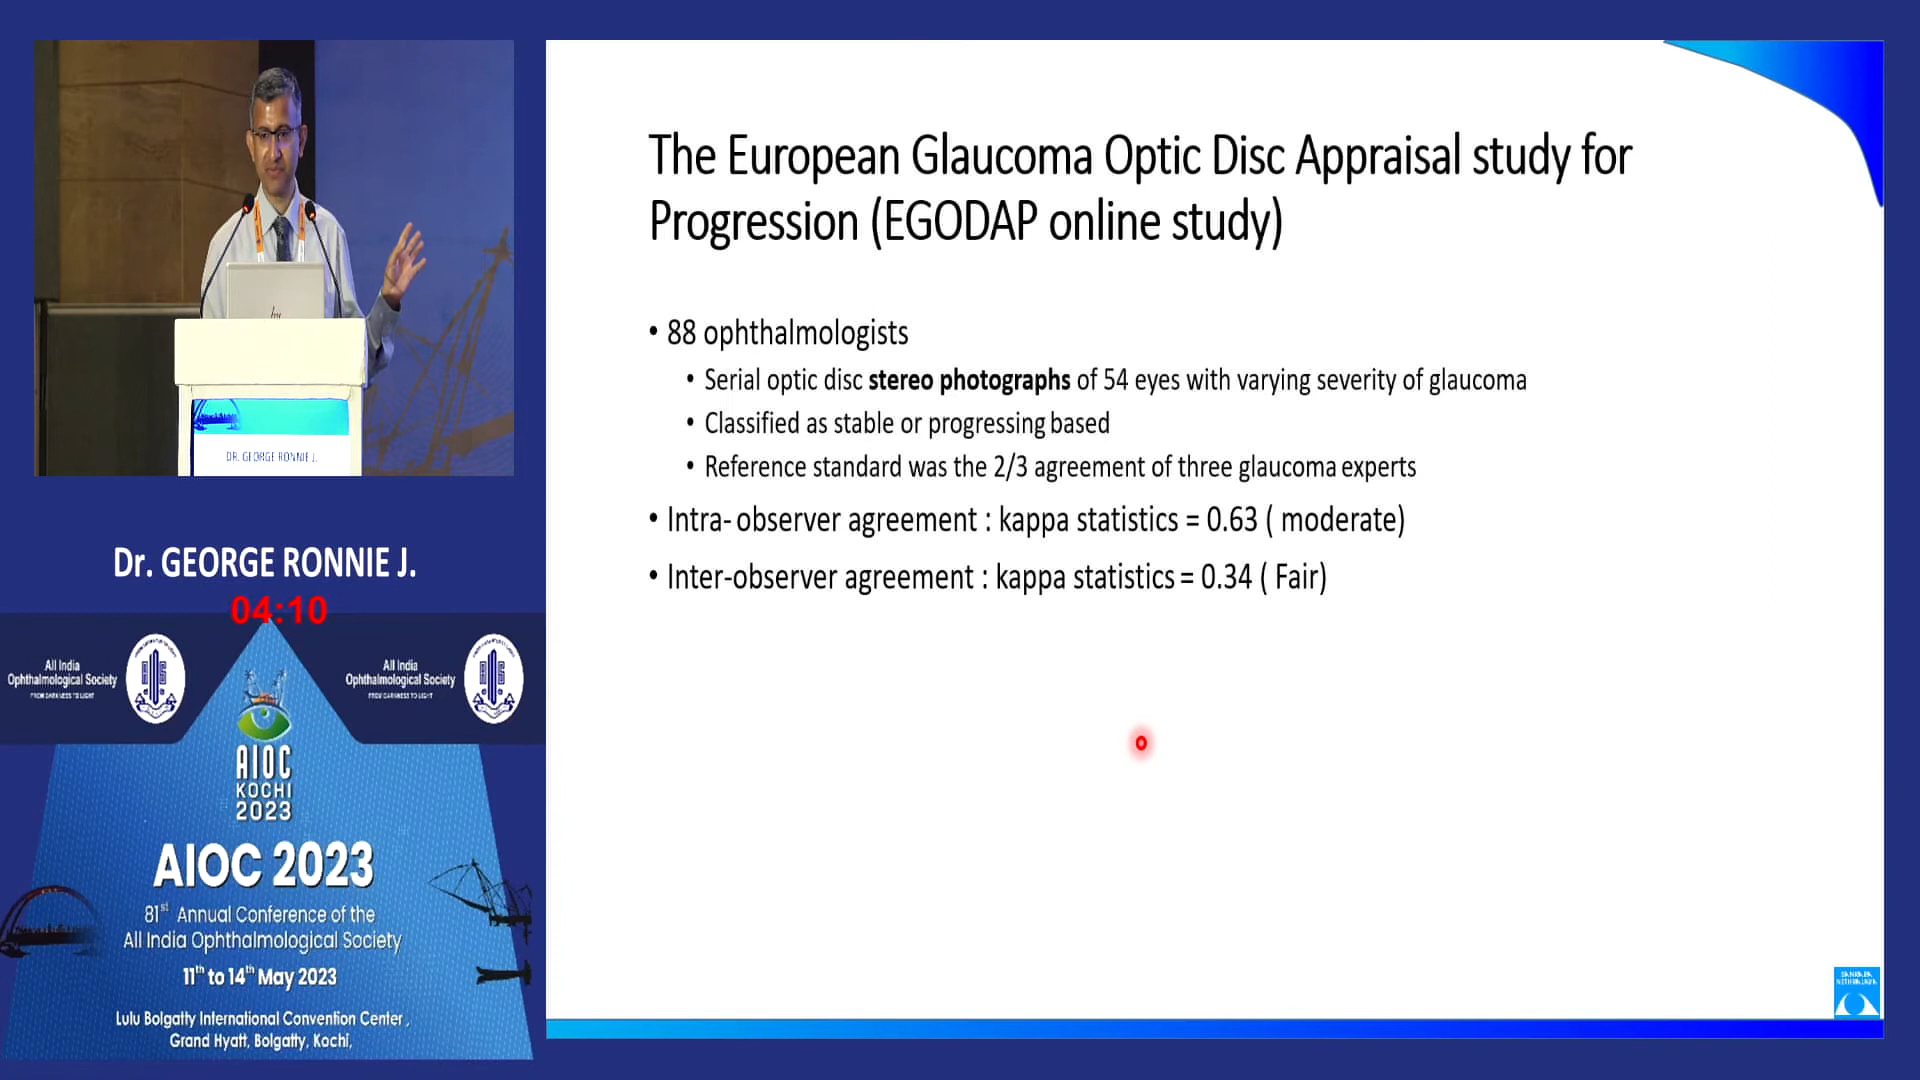 The European Glaucoma Optic Disc Appraisal study for
Progression (EGODAP online study)
• 88 ophthalmologists
• Serial optic disc stereo photographs of 54 eyes with varying severity of glaucoma
• Classified as stable or progressing based
• Reference standard was the 2/3 agreement of three glaucoma experts
• Intra- observer agreement : kappa statistics = 0.63 ( moderate)
• Inter-observer agreement : kappa statistics = 0.34 ( Fair)
hp
DR. GEORGE RONNIE J.
Dr. GEORGE RONNIE J.
04:10
All India
Ophthalmological Society
FROM DARKNESS TO LIGHT
All India
Ophthalmological Society
FROM DARKNESS TO LIGHT
AIOC
KOCHI
2023
AIOC 2023
81st Annual Conference of the
All India Ophthalmological Society
11th to 14th May 2023
Lulu Bolgatty International Convention Center ,
Grand Hyatt, Bolgatty, Kochi,
SANKARA
NETHRALAYA